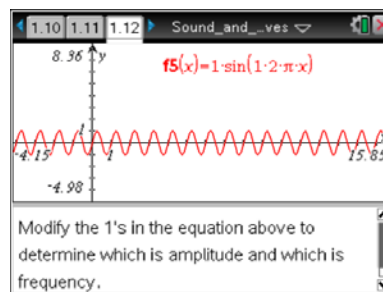 1.10 1.11 1.12 Sound_and_...ves
8.36 y
f5(x)=1·sin(1·2·π·x)
1
-4.15 1 15.85
-4.98
Modify the 1's in the equation above to
determine which is amplitude and which is
frequency.